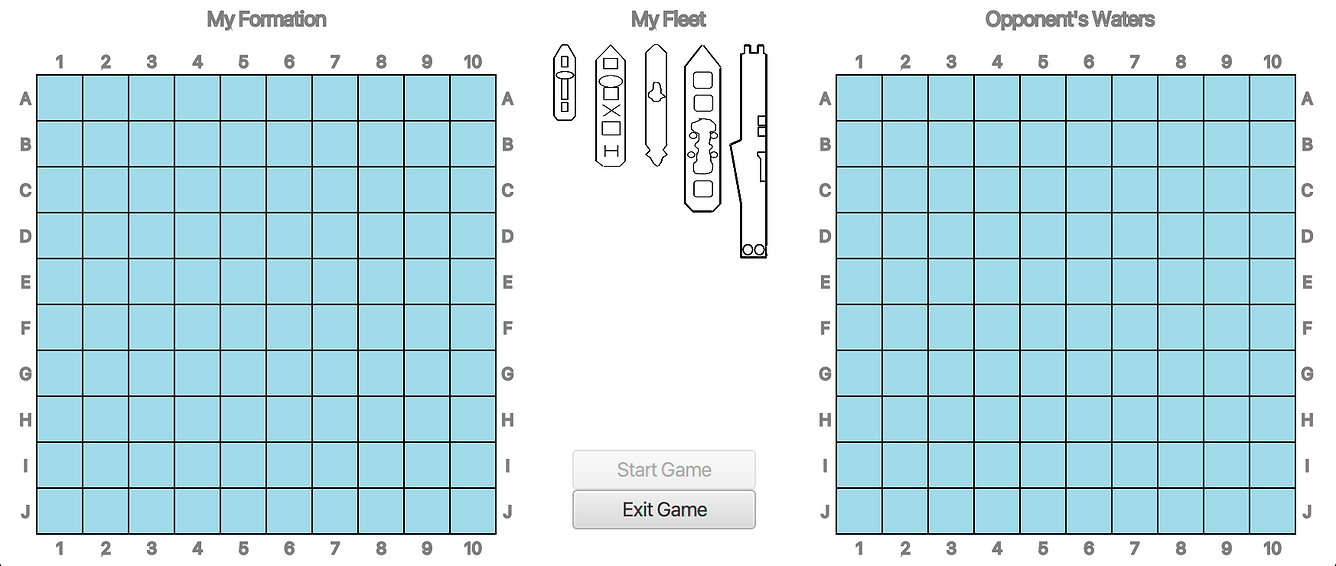 My Formation
My Fleet
Opponent's Waters
1 2 3 4 5 6 7 8 9 10
1 2 3 4 5 6 7 8 9 10
A A A A
B B B B
C C C C
D D D D
E E E E
F F F F
G G G G
H H H H
I I I I
J J J J
Start Game
Exit Game
1 2 3 4 5 6 7 8 9 10
1 2 3 4 5 6 7 8 9 10